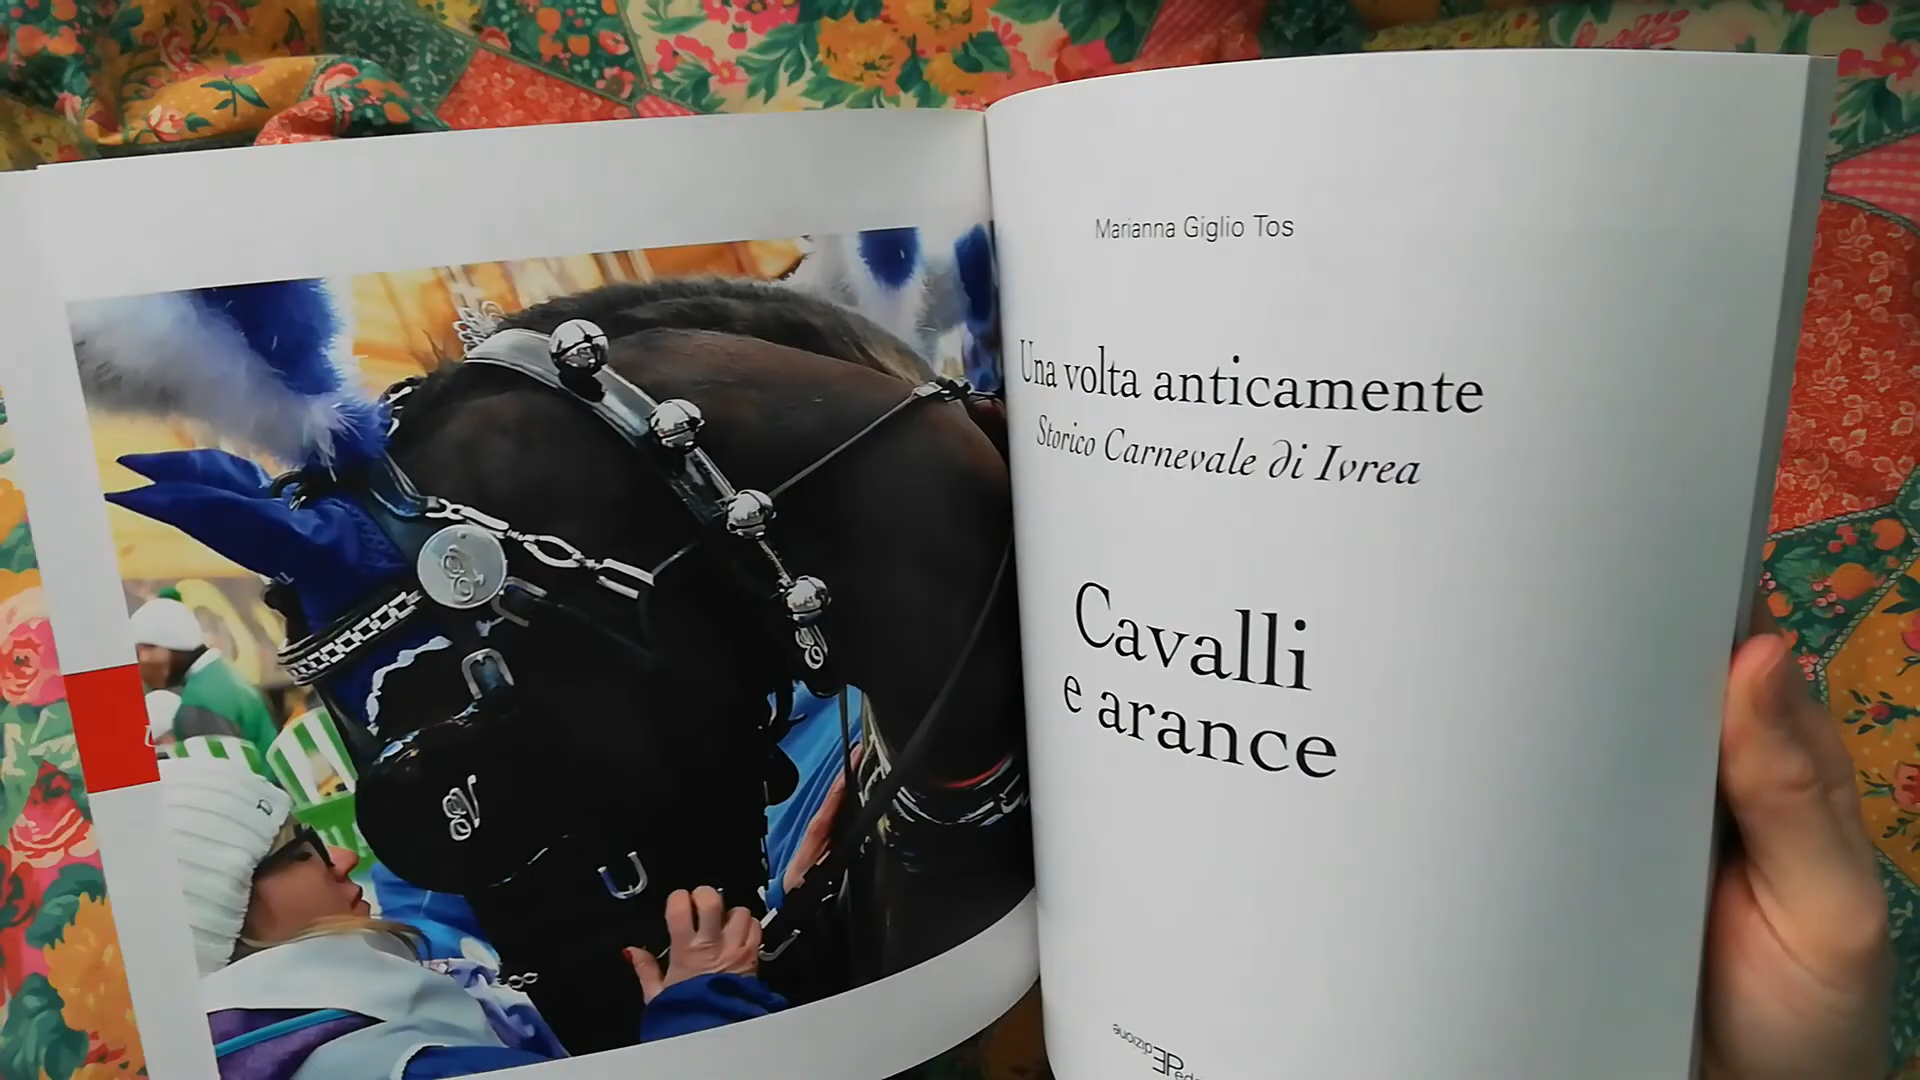 Marianna Giglio Tos
Una volta anticamente
Storico Carnevale di Ivrea
Cavalli
e arance